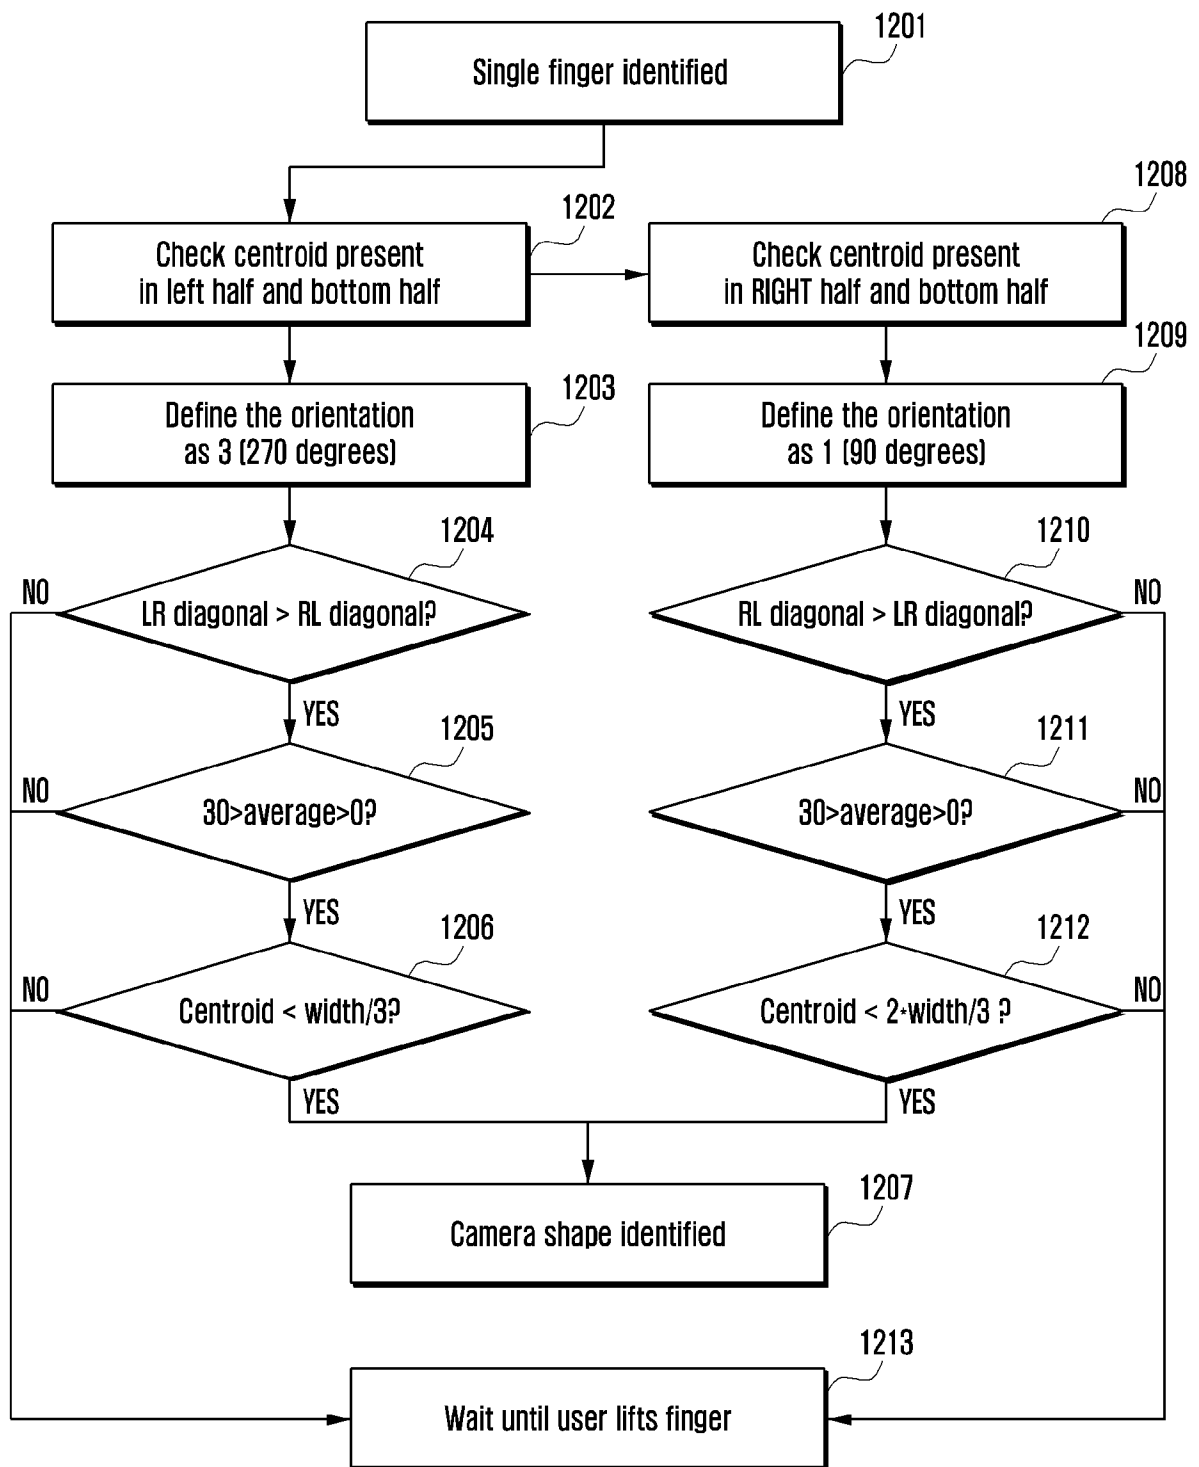 1201
Single finger identified
1202
Check centroid present
in left half and bottom half
1208
Check centroid present
in RIGHT half and bottom half
1203
Define the orientation
as 3 (270 degrees)
1209
Define the orientation
as 1 (90 degrees)
1204
NO
LR diagonal > RL diagonal?
YES
1210
RL diagonal > LR diagonal?
NO
YES
1205
NO
30>average>0?
YES
1211
30>average>0?
NO
YES
1206
NO
Centroid < width/3?
YES
1212
Centroid < 2*width/3 ?
NO
YES
1207
Camera shape identified
1213
Wait until user lifts finger